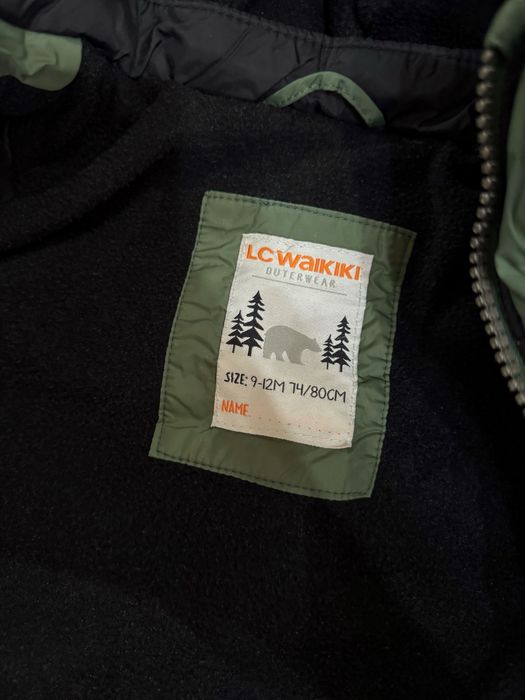 LC WAIKIKI
OUTERWEAR
SIZE: 9-12M 74/80CM
NAME